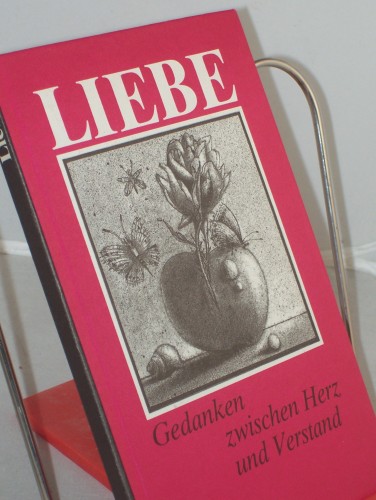 LIEBE
Gedanken
zwischen Herz
und Verstand